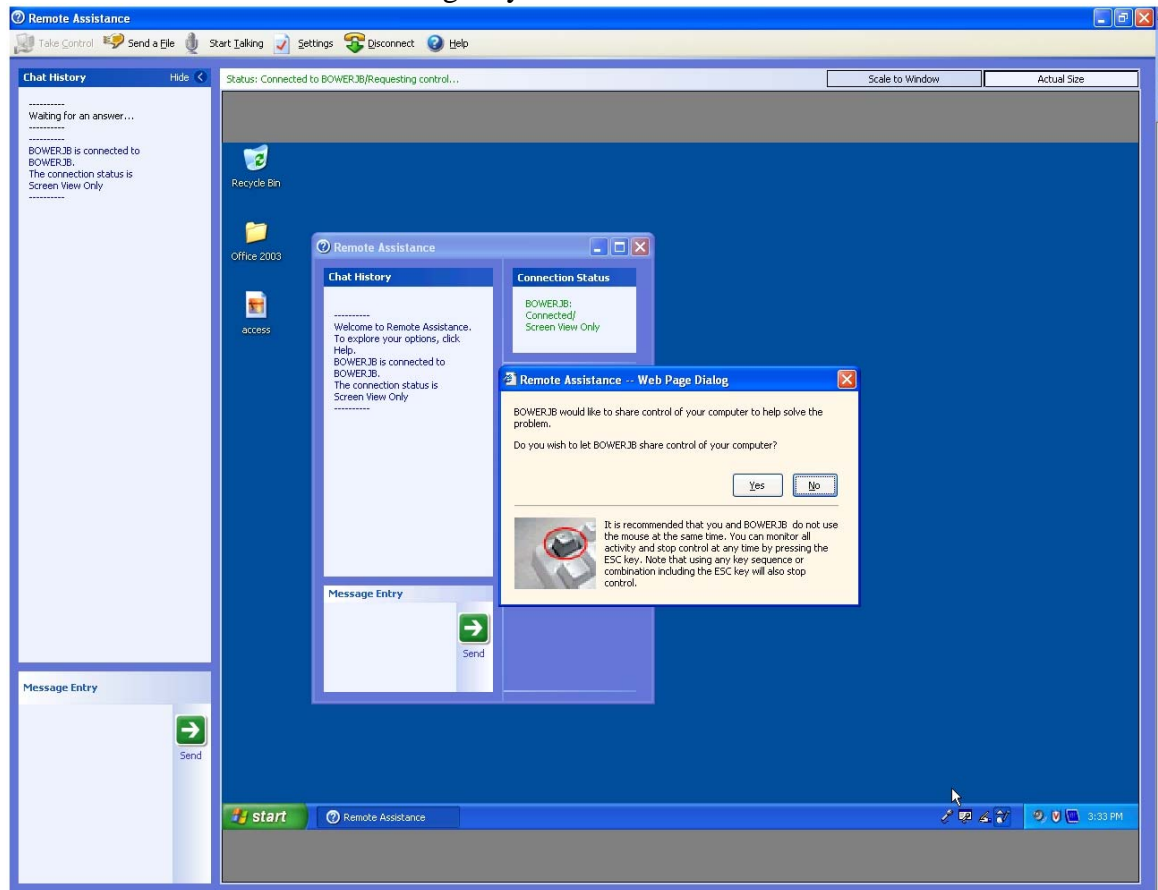 Remote Assistance
Take Control Send a File Start Talking Settings Disconnect Help
Chat History Hide
Status: Connected to BOWERJB/Requesting control...
Scale to Window
Actual Size
----------
Waiting for an answer...
----------
----------
BOWERJB is connected to
BOWERJB.
The connection status is
Screen View Only
----------
Message Entry
Send
Recycle Bin
Office 2003
access
Remote Assistance
Chat History
----------
Welcome to Remote Assistance.
To explore your options, click
Help.
BOWERJB is connected to
BOWERJB.
The connection status is
Screen View Only
----------
Connection Status
BOWERJB:
Connected/
Screen View Only
Message Entry
Send
Remote Assistance -- Web Page Dialog
BOWERJB would like to share control of your computer to help solve the
problem.
Do you wish to let BOWERJB share control of your computer?
Yes No
It is recommended that you and BOWERJB do not use
the mouse at the same time. You can monitor all
activity and stop control at any time by pressing the
ESC key. Note that using any key sequence or
combination including the ESC key will also stop
control.
start
Remote Assistance
3:33 PM